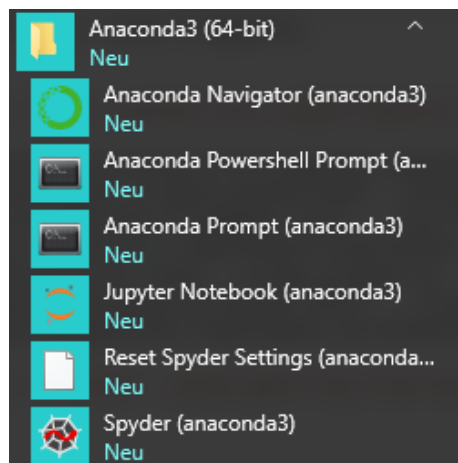 Anaconda3 (64-bit)
Neu
Anaconda Navigator (anaconda3)
Neu
Anaconda Powershell Prompt (a...
Neu
Anaconda Prompt (anaconda3)
Neu
Jupyter Notebook (anaconda3)
Neu
Reset Spyder Settings (anaconda...
Neu
Spyder (anaconda3)
Neu